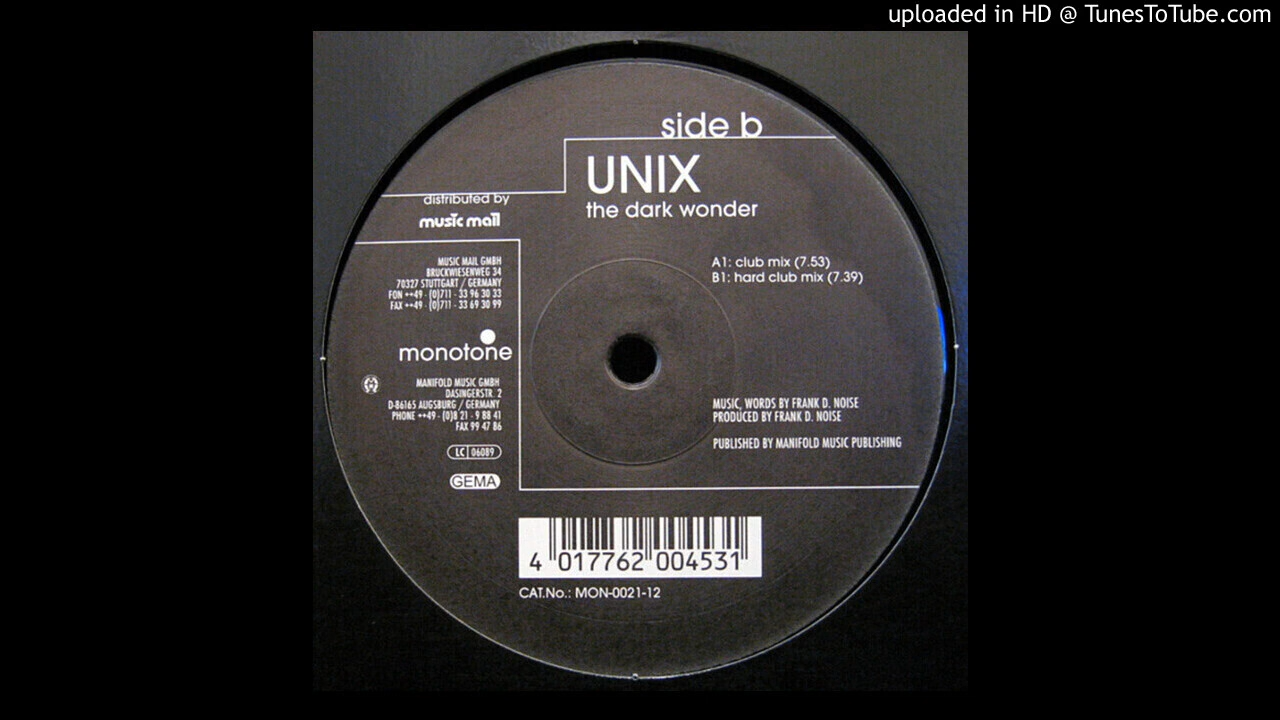 uploaded in HD @ TunesToTube.com
side b
UNIX
the dark wonder
distributed by
music mail
A1: club mix (7.53)
B1: hard club mix (7.39)
MUSIC MAIL GMBH
BRUCKWIESENWEG 34
70327 STUTTGART / GERMANY
FON ++49 - (0)711 - 33 96 30 33
FAX ++49 - (0)711 - 33 69 30 99
monotone
MANIFOLD MUSIC GMBH
DASINGERSTR. 2
D-86165 AUGSBURG / GERMANY
PHONE ++49 - (0)8 21 - 9 88 41
FAX 99 47 86
LC 06089
GEMA
MUSIC, WORDS BY FRANK D. NOISE
PRODUCED BY FRANK D. NOISE
PUBLISHED BY MANIFOLD MUSIC PUBLISHING
4 017762 004531
CAT.No.: MON-0021-12